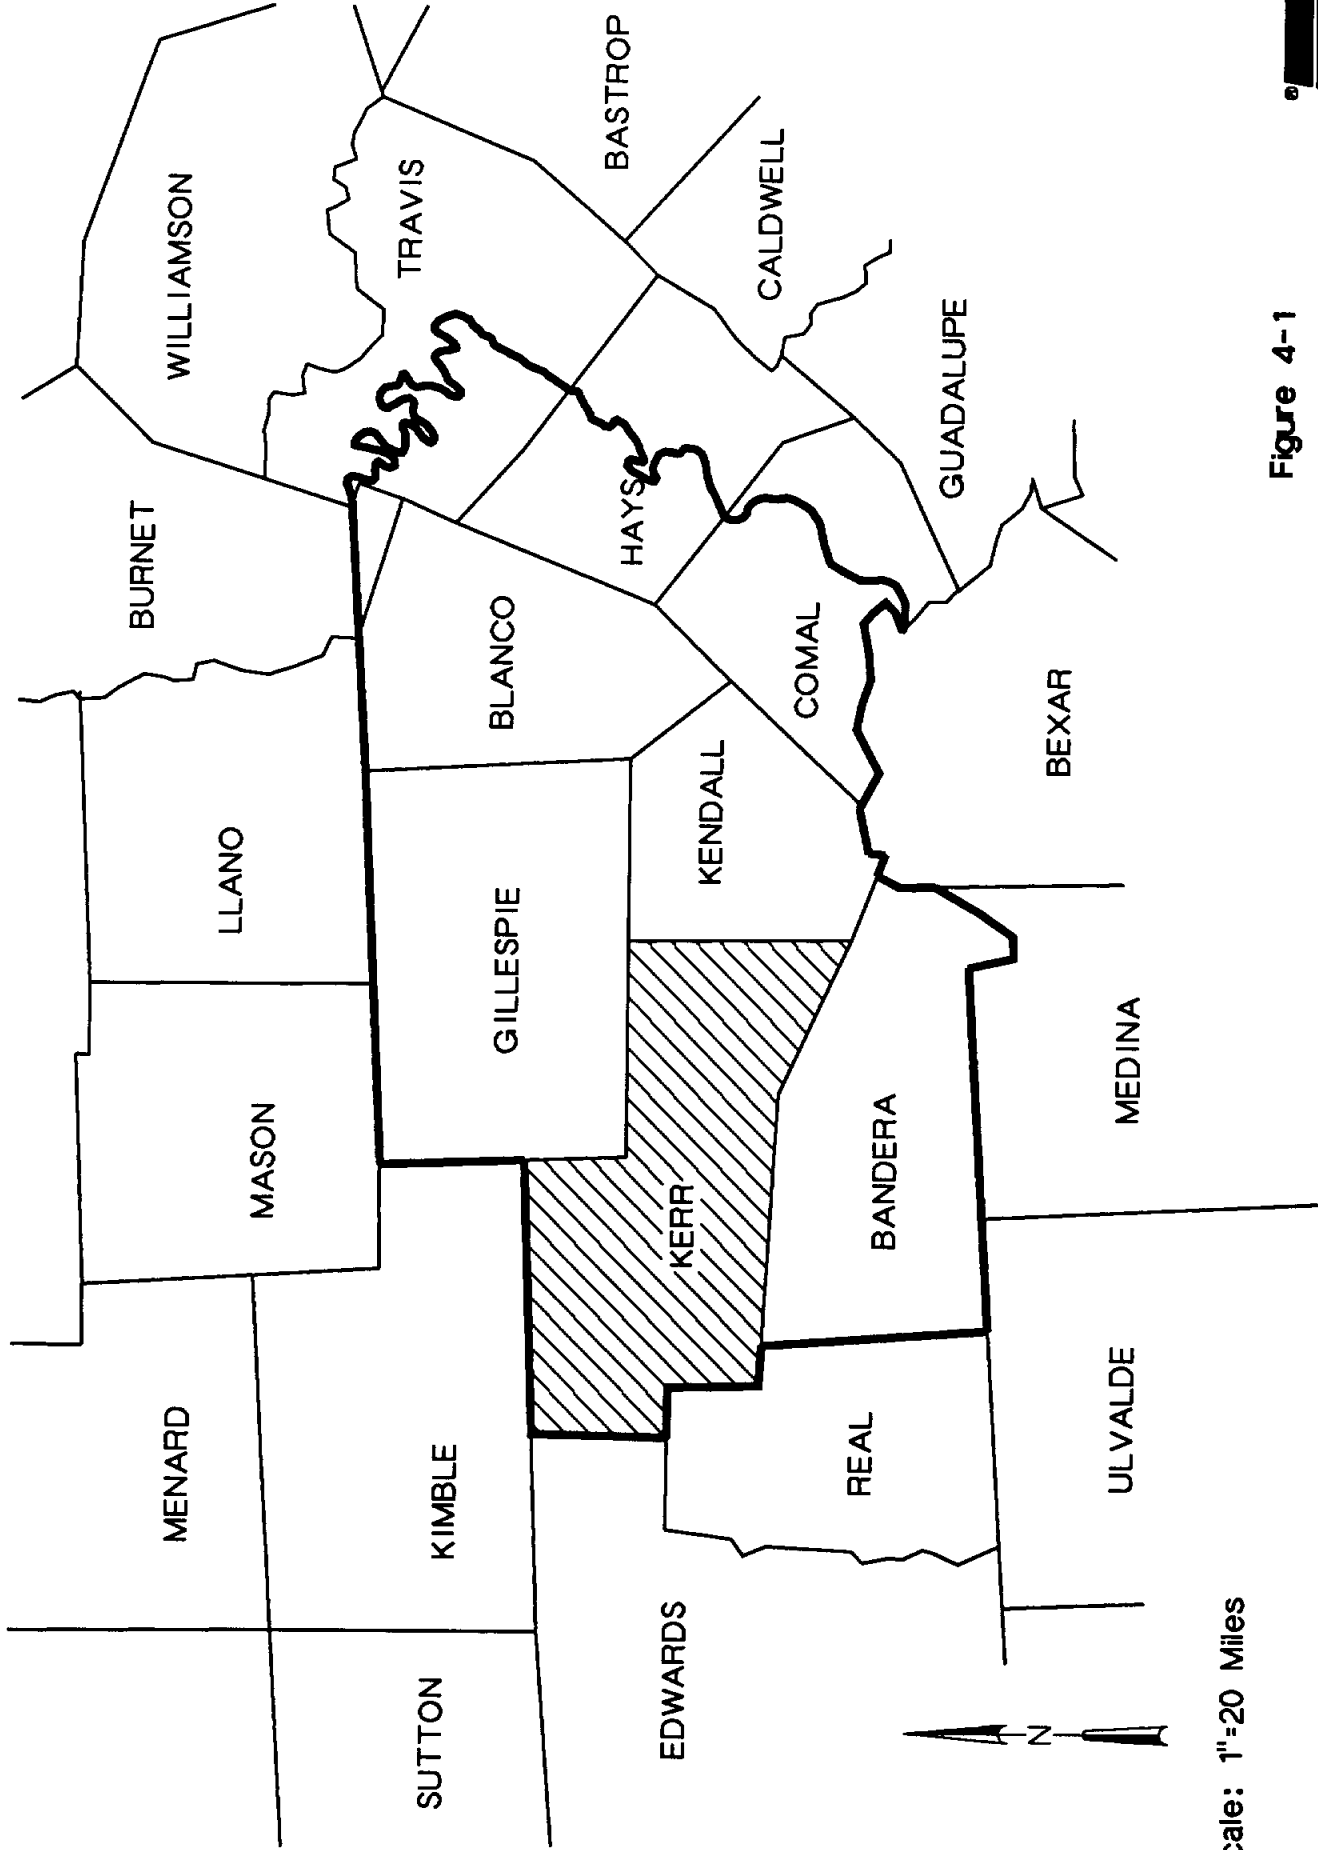 WILLIAMSON
BURNET
TRAVIS
BASTROP
LLANO
MASON
MENARD
BLANCO
HAYS
CALDWELL
GILLESPIE
KIMBLE
SUTTON
COMAL
GUADALUPE
KENDALL
KERR
EDWARDS
BEXAR
BANDERA
REAL
MEDINA
ULVALDE
N
cale: 1"=20 Miles
Figure 4-1
®